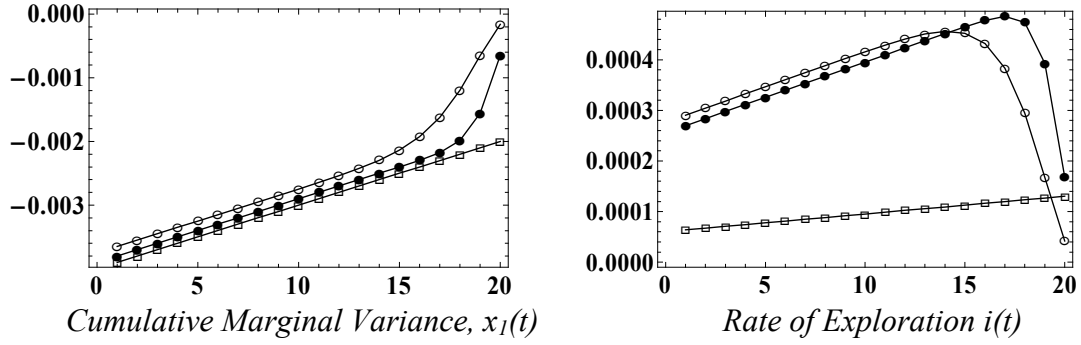 0.000
-0.001
-0.002
-0.003
0 5 10 15 20
Cumulative Marginal Variance, x₁(t)
0.0004
0.0003
0.0002
0.0001
0.0000
0 5 10 15 20
Rate of Exploration i(t)